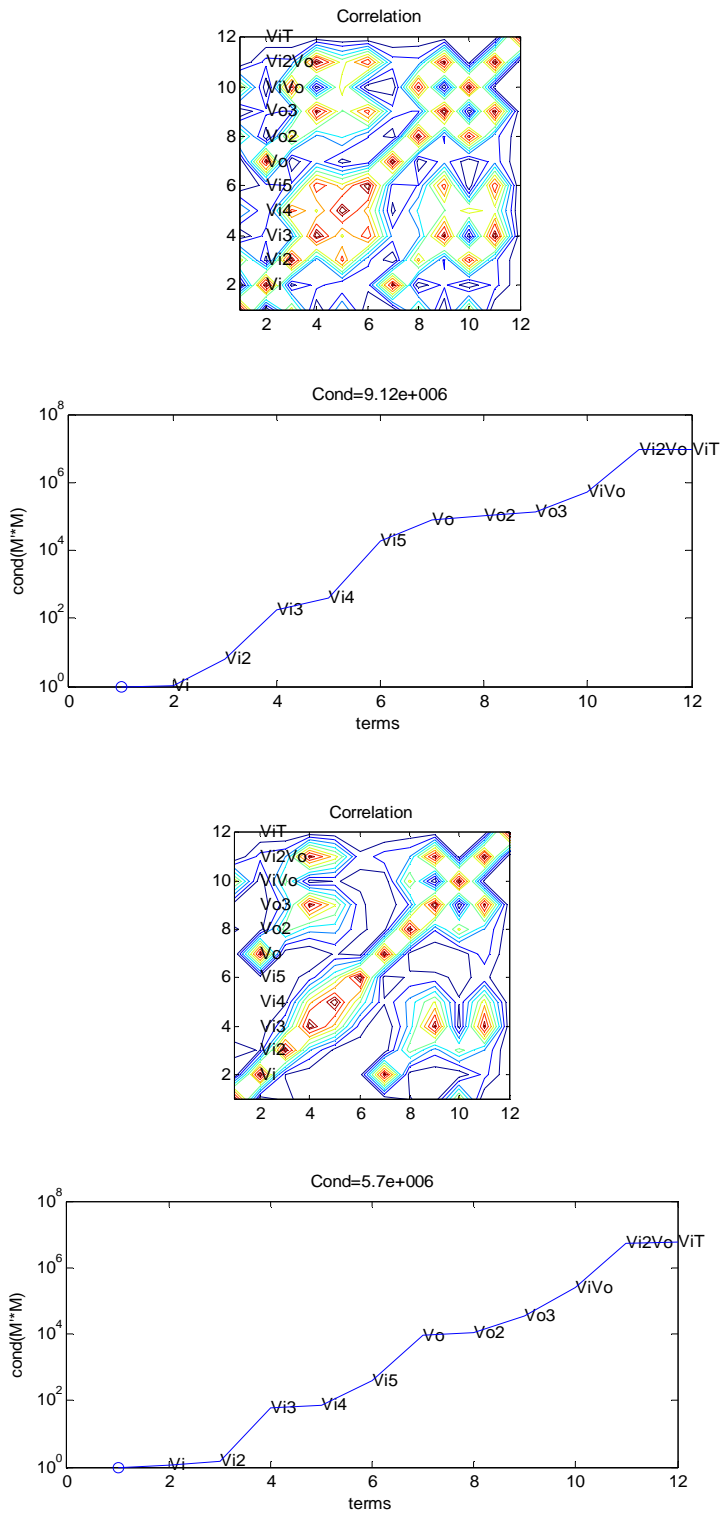 Correlation
12
ViT
Vi2Vo
10
ViVo
Vo3
8
Vo2
Vo
6
Vi5
Vi4
4
Vi3
Vi2
2
Vi
2 4 6 8 10 12
Cond=9.12e+006
10^8
10^6
10^4
10^2
10^0
cond(M'*M)
Vi
Vi2
Vi3
Vi4
Vi5
Vo
Vo2
Vo3
ViVo
Vi2Vo
ViT
0 2 4 6 8 10 12
terms
Correlation
12
ViT
Vi2Vo
10
ViVo
Vo3
8
Vo2
Vo
6
Vi5
Vi4
4
Vi3
Vi2
2
Vi
2 4 6 8 10 12
Cond=5.7e+006
10^8
10^6
10^4
10^2
10^0
cond(M'*M)
Vi
Vi2
Vi3
Vi4
Vi5
Vo
Vo2
Vo3
ViVo
Vi2Vo
ViT
0 2 4 6 8 10 12
terms